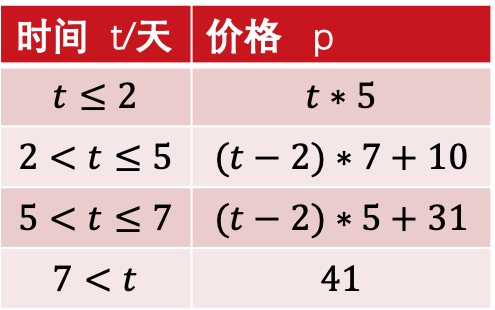 时间 t/天 价格 p
t ≤ 2 t ∗ 5
2 < t ≤ 5 (t − 2) ∗ 7 + 10
5 < t ≤ 7 (t − 2) ∗ 5 + 31
7 < t 41